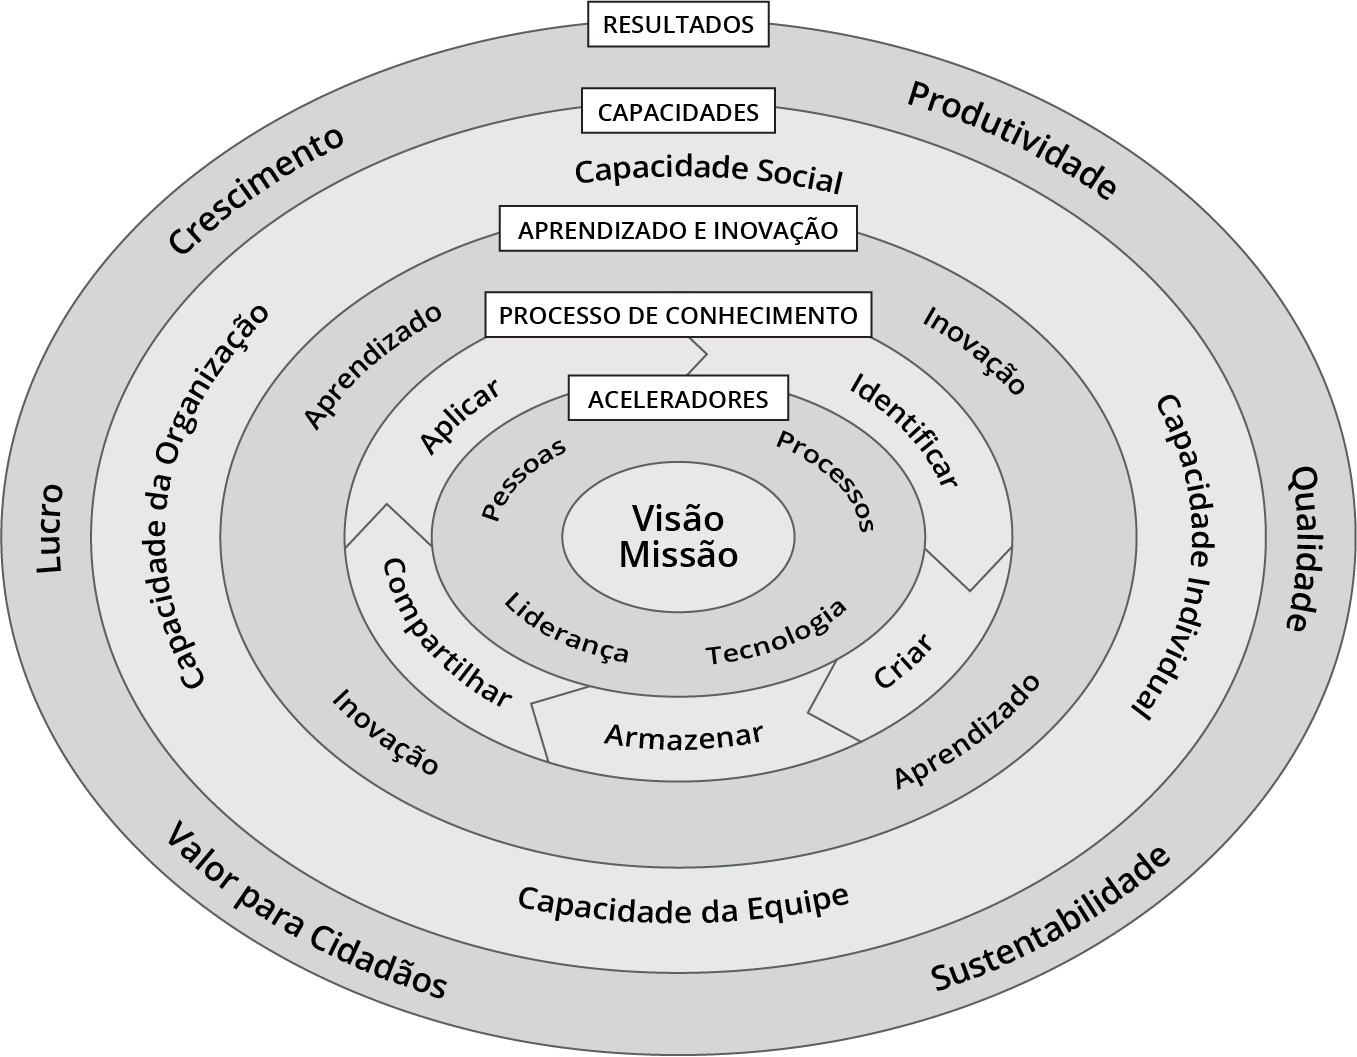 RESULTADOS
Crescimento
Produtividade
Lucro
Qualidade
Valor para Cidadãos
Sustentabilidade
CAPACIDADES
Capacidade Social
Capacidade da Organização
Capacidade Individual
Capacidade da Equipe
APRENDIZADO E INOVAÇÃO
Aprendizado
Inovação
Inovação
Aprendizado
PROCESSO DE CONHECIMENTO
Aplicar
Identificar
Compartilhar
Criar
Armazenar
ACELERADORES
Pessoas
Processos
Liderança
Tecnologia
Visão
Missão